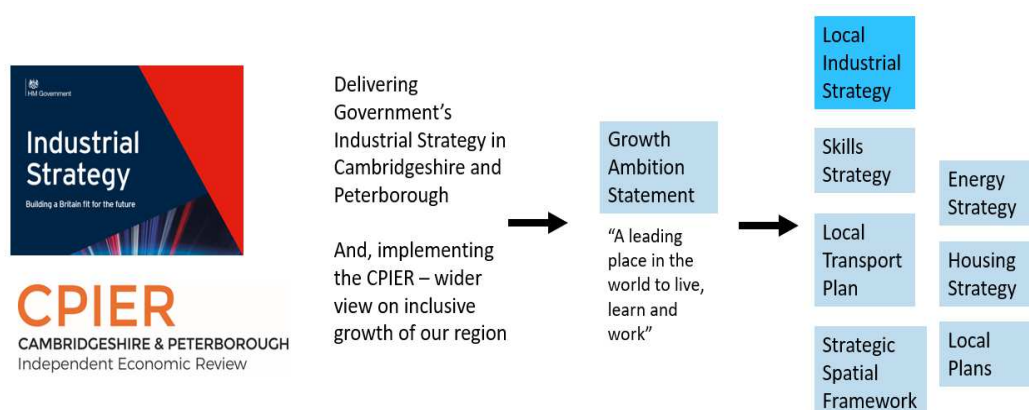 HM Government
Industrial
Strategy
Building a Britain fit for the future
CPIER
CAMBRIDGESHIRE & PETERBOROUGH
Independent Economic Review
Delivering
Government’s
Industrial Strategy in
Cambridgeshire and
Peterborough
And, implementing
the CPIER – wider
view on inclusive
growth of our region
Growth
Ambition
Statement
“A leading
place in the
world to live,
learn and
work”
Local
Industrial
Strategy
Skills
Strategy
Local
Transport
Plan
Strategic
Spatial
Framework
Energy
Strategy
Housing
Strategy
Local
Plans